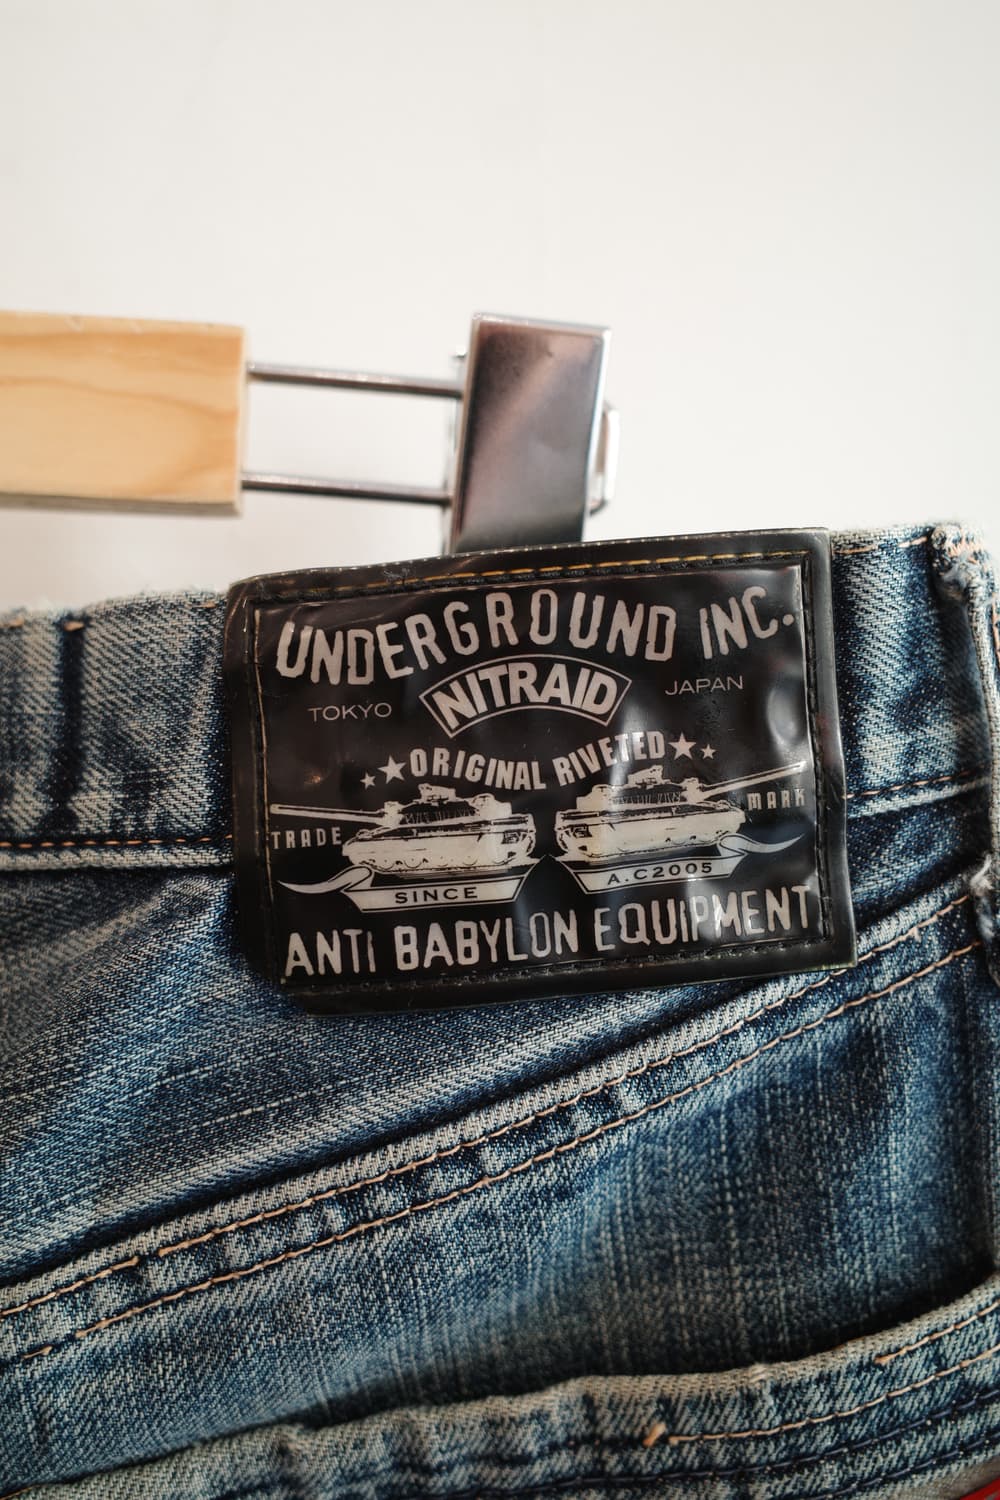 UNDERGROUND INC.
NITRAID
TOKYO
JAPAN
★★ORIGINAL RIVETED★★
TRADE
MARK
SINCE
A.C2005
ANTI BABYLON EQUIPMENT